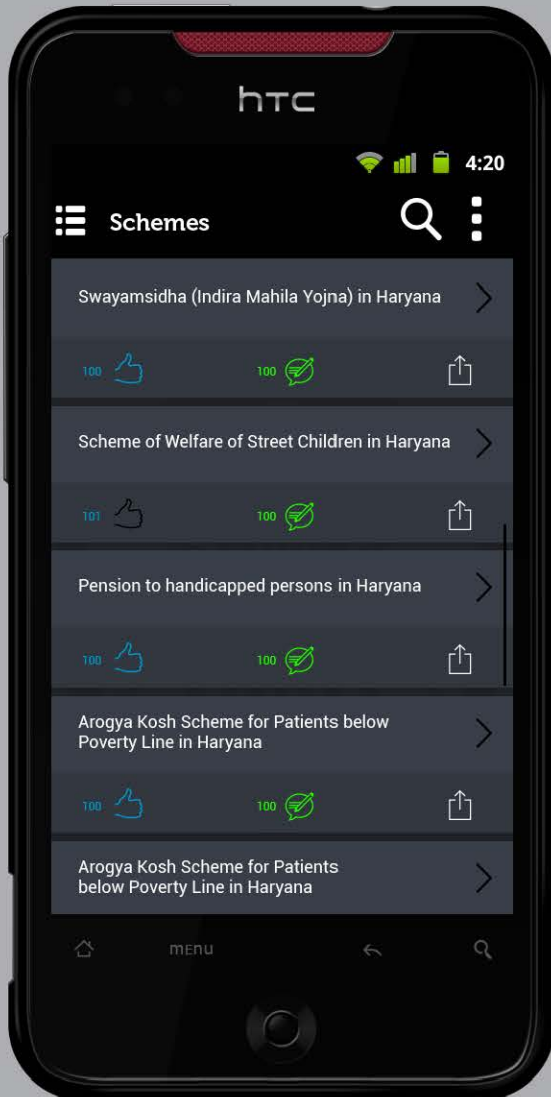 hTC
4:20
Schemes
Swayamsidha (Indira Mahila Yojna) in Haryana
100
100
Scheme of Welfare of Street Children in Haryana
101
100
Pension to handicapped persons in Haryana
100
100
Arogya Kosh Scheme for Patients below
Poverty Line in Haryana
100
100
Arogya Kosh Scheme for Patients
below Poverty Line in Haryana
mEnu